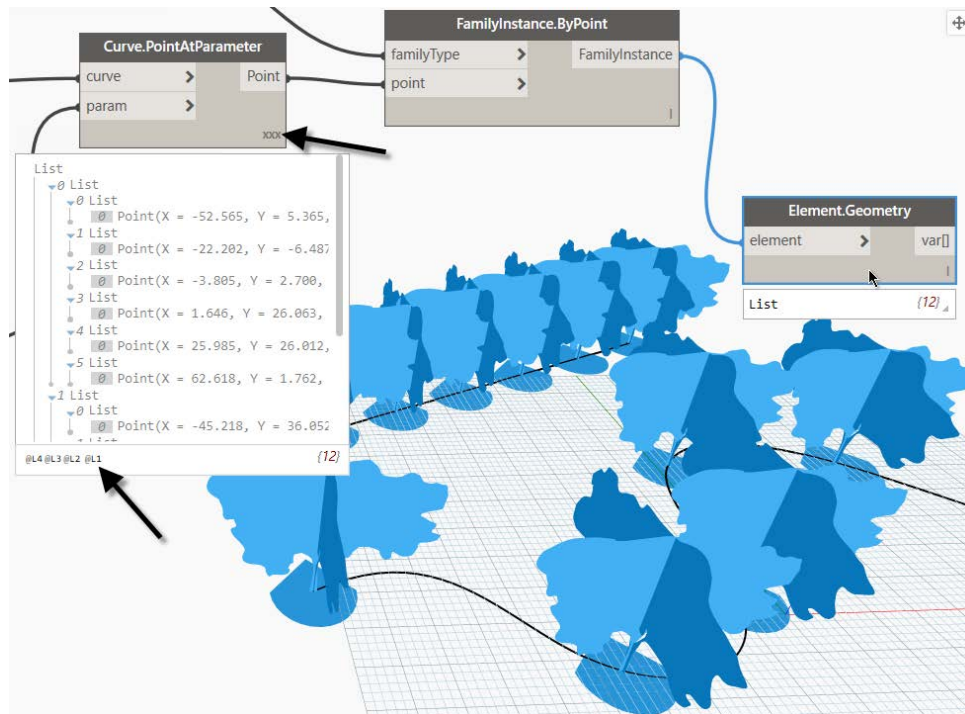 FamilyInstance.ByPoint
familyType >
FamilyInstance
point >
|
Curve.PointAtParameter
curve >
Point
param >
xxx
List
0 List
0 List
0 Point(X = -52.565, Y = 5.365,
1 List
0 Point(X = -22.202, Y = -6.487
2 List
0 Point(X = -3.805, Y = 2.700,
3 List
0 Point(X = 1.646, Y = 26.063,
4 List
0 Point(X = 25.985, Y = 26.012,
5 List
0 Point(X = 62.618, Y = 1.762,
1 List
0 List
0 Point(X = -45.218, Y = 36.052
@L4 @L3 @L2 @L1
{12}
Element.Geometry
element >
var[]
|
List
{12}